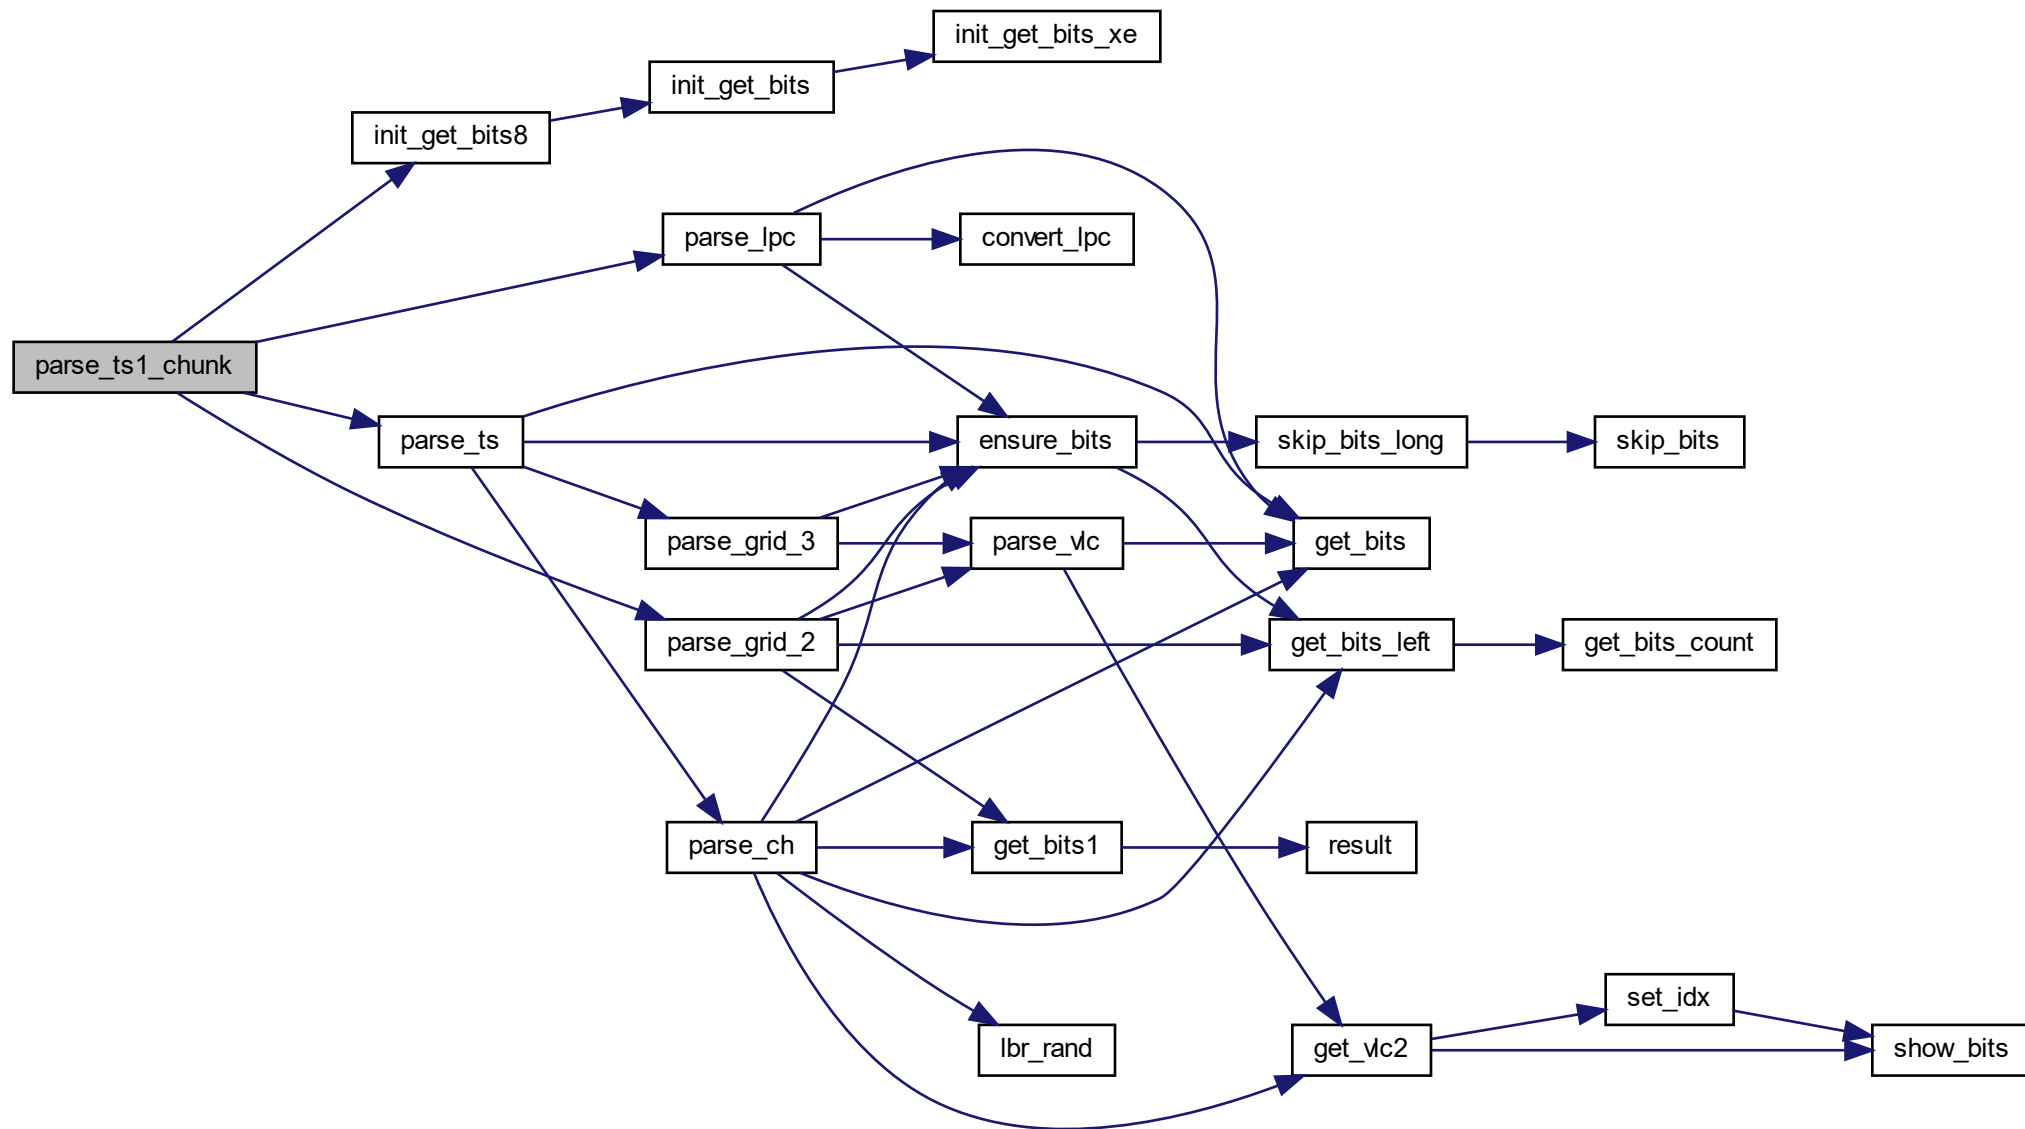 init_get_bits_xe
init_get_bits
init_get_bits8
parse_lpc
convert_lpc
parse_ts1_chunk
parse_ts
ensure_bits
skip_bits_long
skip_bits
parse_grid_3
parse_vlc
get_bits
parse_grid_2
get_bits_left
get_bits_count
parse_ch
get_bits1
result
set_idx
lbr_rand
get_vlc2
show_bits